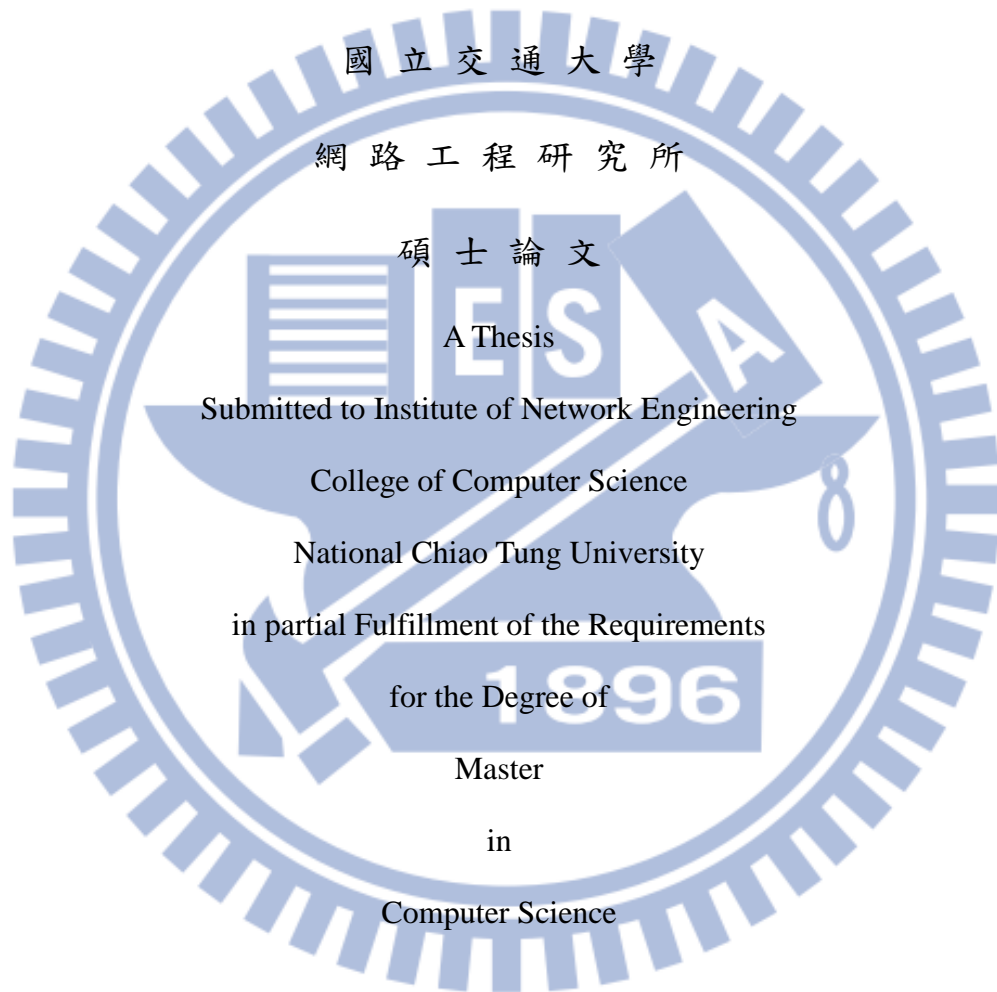 國立交通大學
網路工程研究所
碩士論文
E S A
A Thesis
Submitted to Institute of Network Engineering
College of Computer Science
8
National Chiao Tung University
in partial Fulfillment of the Requirements
for the Degree of
1896
Master
in
Computer Science